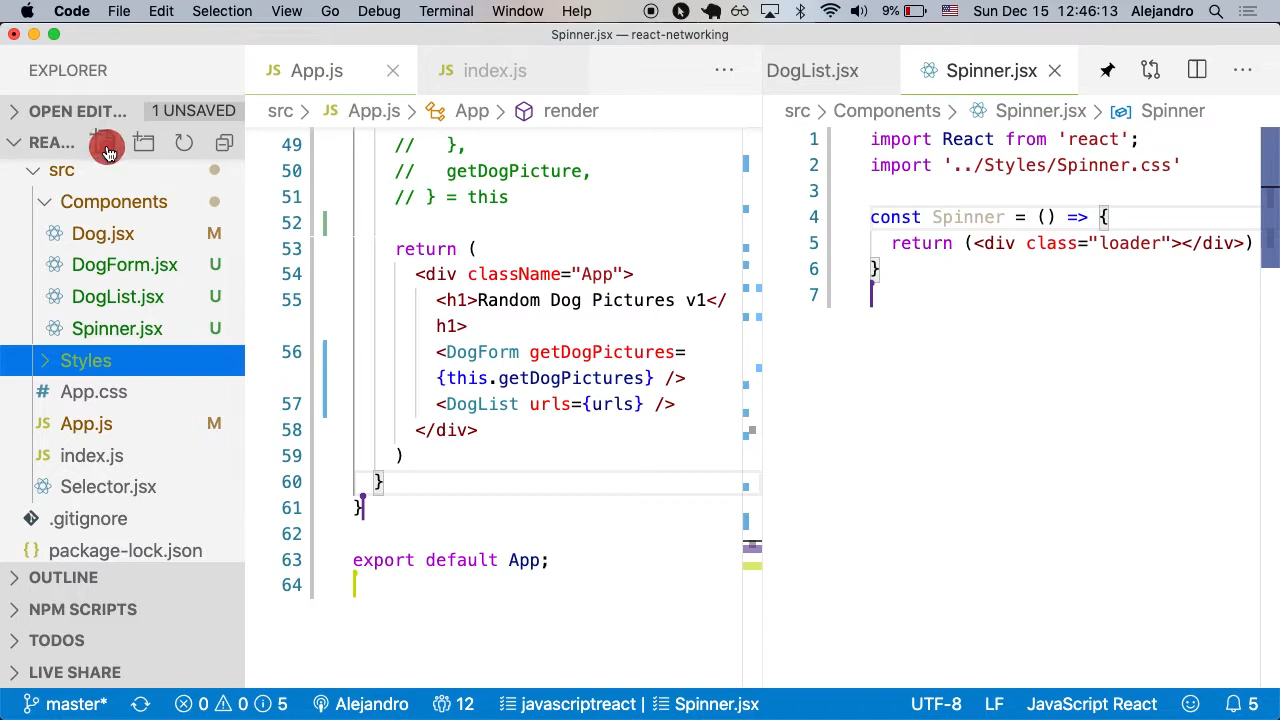 Code File Edit Selection View Go Debug Terminal Window Help 9% Sun Dec 15 12:46:13 Alejandro
Spinner.jsx — react-networking
EXPLORER
OPEN EDIT... 1 UNSAVED
REA...
src
Components
Dog.jsx M
DogForm.jsx U
DogList.jsx U
Spinner.jsx U
Styles
# App.css
JS App.js M
JS index.js
Selector.jsx
.gitignore
{} package-lock.json
OUTLINE
NPM SCRIPTS
TODOS
LIVE SHARE
JS App.js JS index.js ...
src > JS App.js > App > render
49 // },
50 // getDogPicture,
51 // } = this
52
53 return (
54 <div className="App">
55 <h1>Random Dog Pictures v1</
h1>
56 <DogForm getDogPictures=
{this.getDogPictures} />
57 <DogList urls={urls} />
58 </div>
59 )
60 }
61 }
62
63 export default App;
64
DogList.jsx Spinner.jsx ...
src > Components > Spinner.jsx > Spinner
1 import React from 'react';
2 import '../Styles/Spinner.css'
3
4 const Spinner = () => {
5 return (<div class="loader"></div>)
6 }
7
master* 0 0 5 Alejandro 12 javascriptreact Spinner.jsx UTF-8 LF JavaScript React 5